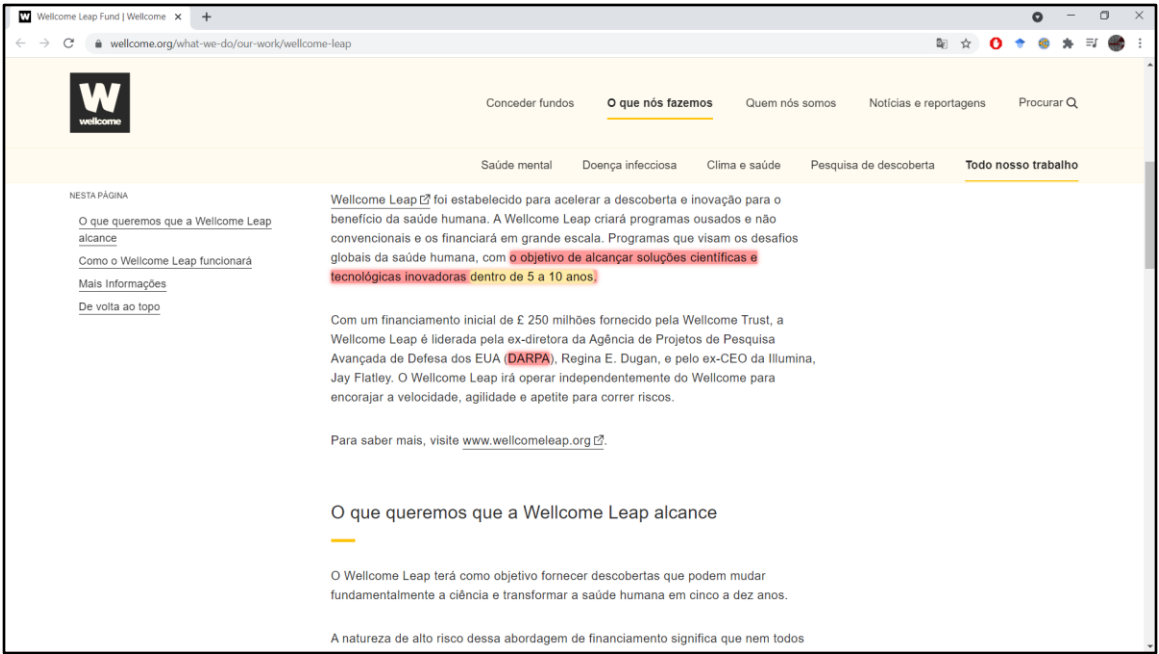 Wellcome Leap Fund | Wellcome
wellcome.org/what-we-do/our-work/wellcome-leap
W
wellcome
Conceder fundos
O que nós fazemos
Quem nós somos
Notícias e reportagens
Procurar
Saúde mental
Doença infecciosa
Clima e saúde
Pesquisa de descoberta
Todo nosso trabalho
NESTA PÁGINA
O que queremos que a Wellcome Leap
alcance
Como o Wellcome Leap funcionará
Mais Informações
De volta ao topo
Wellcome Leap foi estabelecido para acelerar a descoberta e inovação para o
benefício da saúde humana. A Wellcome Leap criará programas ousados e não
convencionais e os financiará em grande escala. Programas que visam os desafios
globais da saúde humana, com o objetivo de alcançar soluções científicas e
tecnológicas inovadoras dentro de 5 a 10 anos.
Com um financiamento inicial de £ 250 milhões fornecido pela Wellcome Trust, a
Wellcome Leap é liderada pela ex-diretora da Agência de Projetos de Pesquisa
Avançada de Defesa dos EUA (DARPA), Regina E. Dugan, e pelo ex-CEO da Illumina,
Jay Flatley. O Wellcome Leap irá operar independentemente do Wellcome para
encorajar a velocidade, agilidade e apetite para correr riscos.
Para saber mais, visite www.wellcomeleap.org.
O que queremos que a Wellcome Leap alcance
O Wellcome Leap terá como objetivo fornecer descobertas que podem mudar
fundamentalmente a ciência e transformar a saúde humana em cinco a dez anos.
A natureza de alto risco dessa abordagem de financiamento significa que nem todos